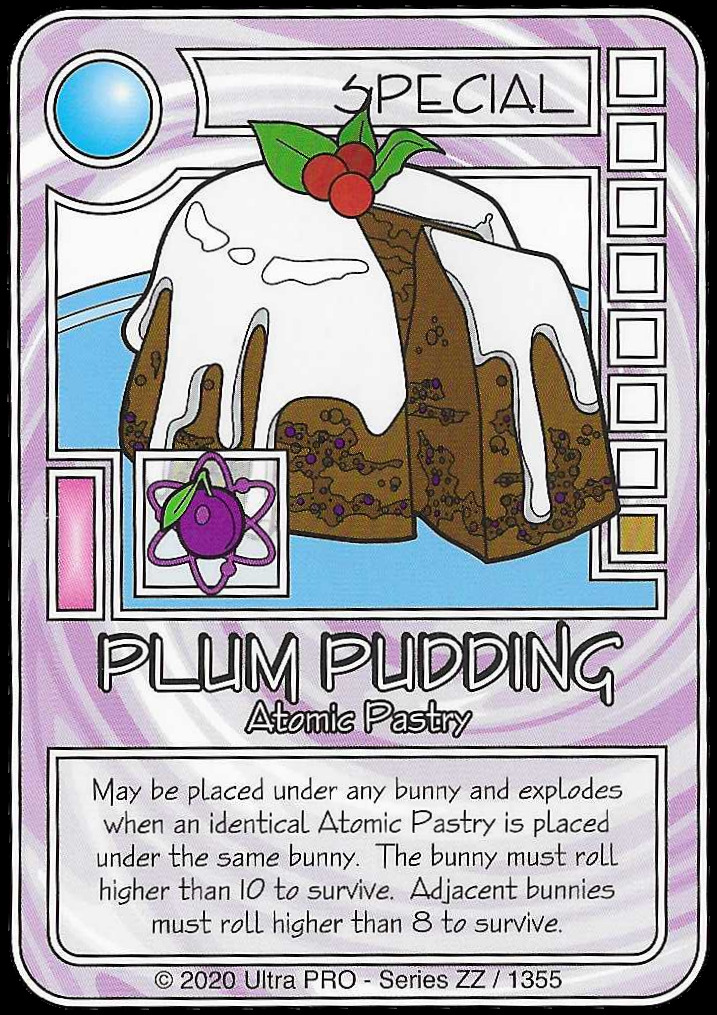 SPECIAL
PLUM PUDDING
Atomic Pastry
May be placed under any bunny and explodes
when an identical Atomic Pastry is placed
under the same bunny. The bunny must roll
higher than 10 to survive. Adjacent bunnies
must roll higher than 8 to survive.
© 2020 Ultra PRO - Series ZZ / 1355